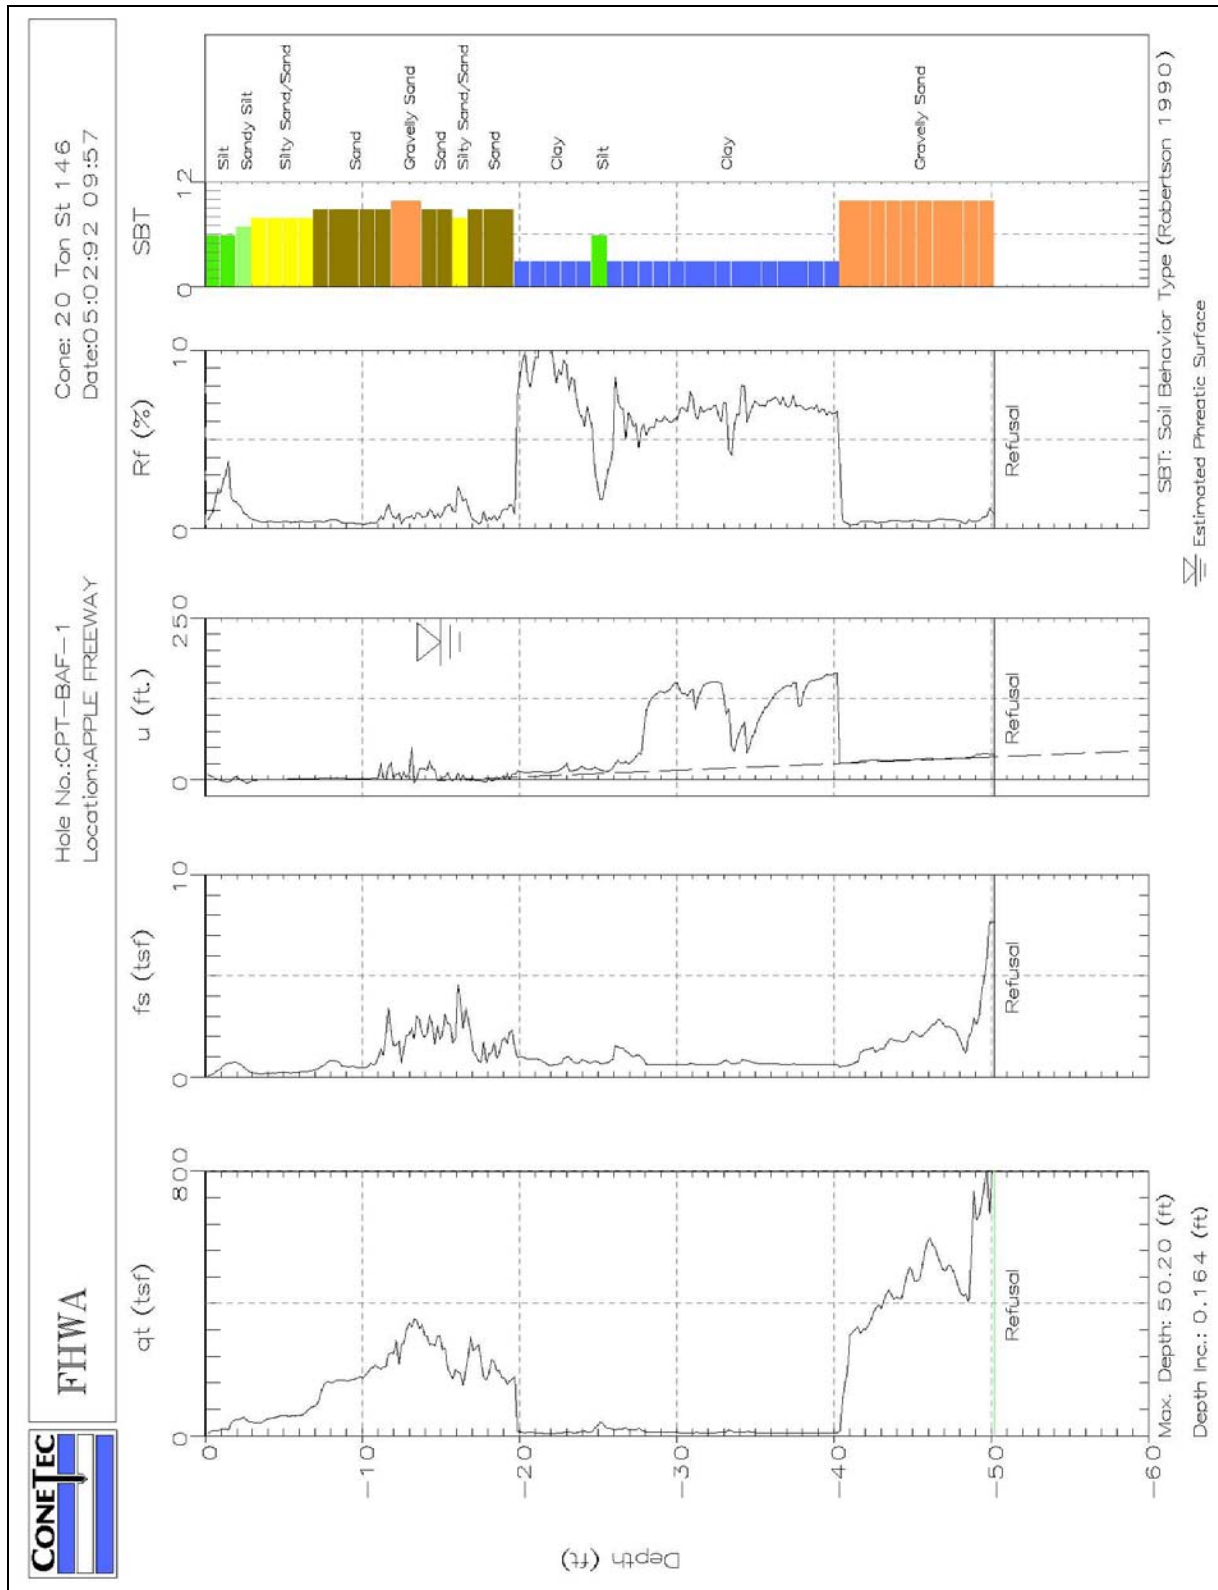 CONETEC
FHWA
Hole No.:CPT-BAF-1
Location:APPLE FREEWAY
Cone: 20 Ton St 146
Date:05:02:92 09:57
qt (tsf)
fs (tsf)
u (ft.)
Rf (%)
SBT
0 800
0 10
0 250
0 10
0 12
0
-10
-20
-30
-40
-50
-60
Depth (ft)
Silt
Sandy Silt
Silty Sand/Sand
Sand
Gravelly Sand
Sand
Silty Sand/Sand
Sand
Clay
Silt
Clay
Gravelly Sand
Refusal
Refusal
Refusal
Refusal
Max. Depth: 50.20 (ft)
Depth Inc.: 0.164 (ft)
SBT: Soil Behavior Type (Robertson 1990)
Estimated Phreatic Surface